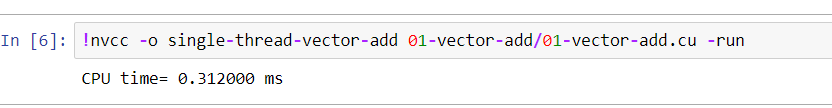 In [6]: !nvcc -o single-thread-vector-add 01-vector-add/01-vector-add.cu -run
CPU time= 0.312000 ms